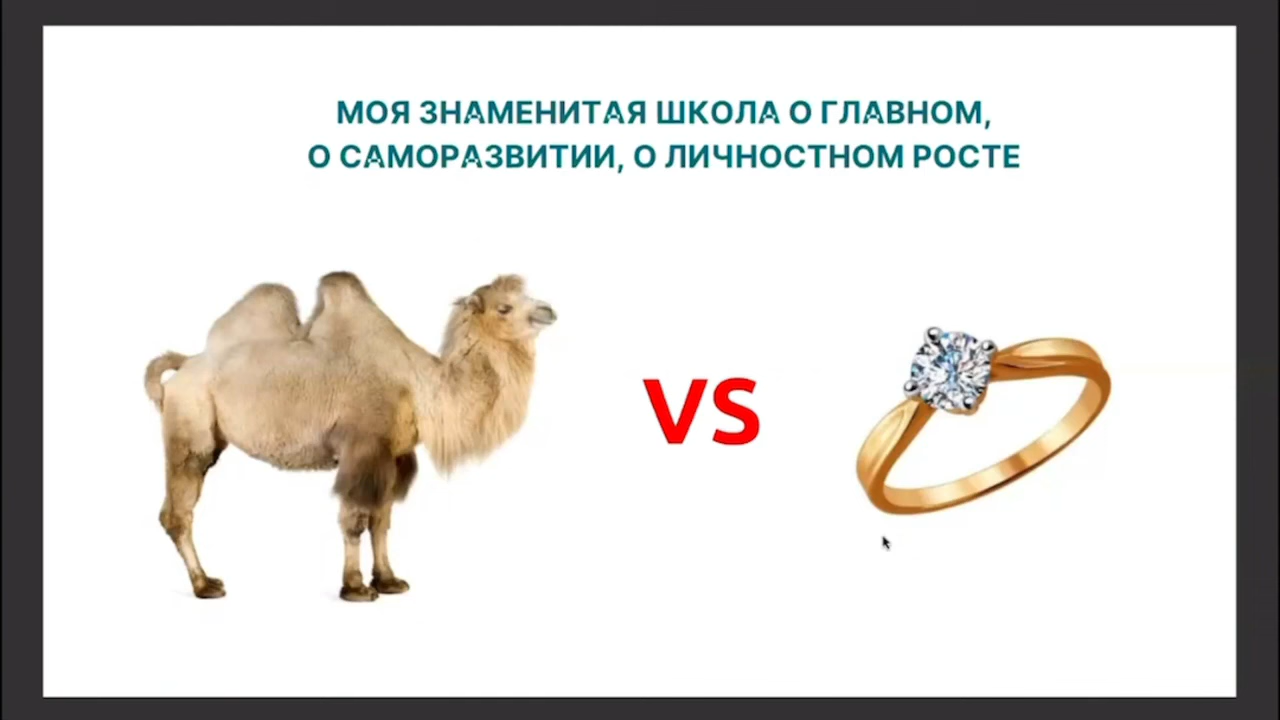 МОЯ ЗНАМЕНИТАЯ ШКОЛА О ГЛАВНОМ,
О САМОРАЗВИТИИ, О ЛИЧНОСТНОМ РОСТЕ
VS